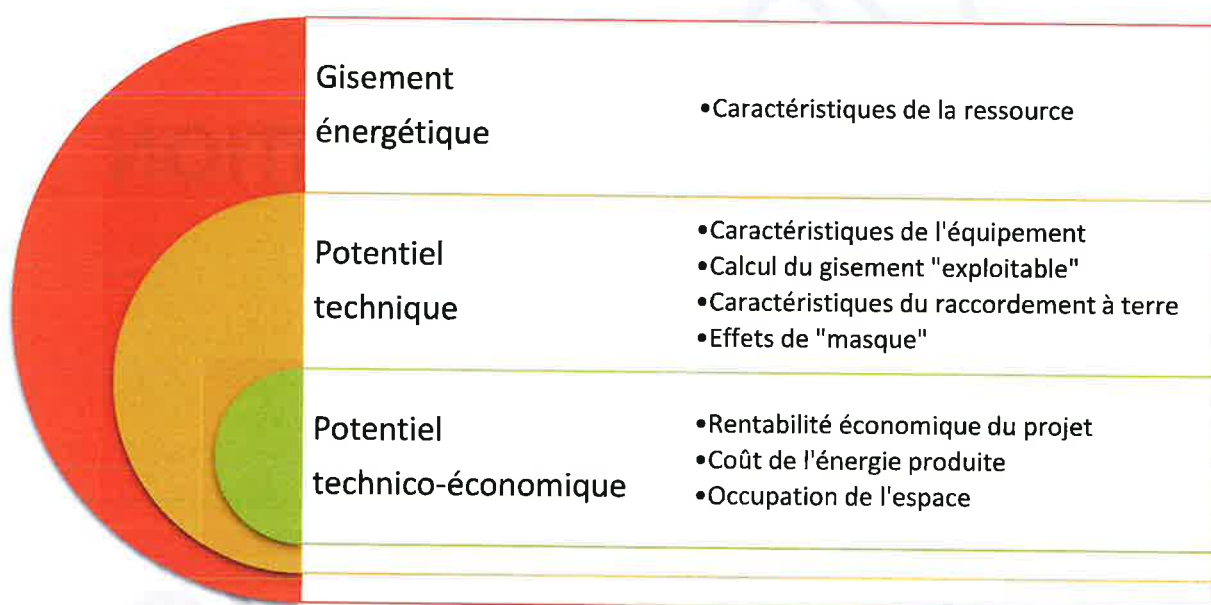 Gisement
énergétique
•Caractéristiques de la ressource
Potentiel
technique
•Caractéristiques de l'équipement
•Calcul du gisement "exploitable"
•Caractéristiques du raccordement à terre
•Effets de "masque"
Potentiel
technico-économique
•Rentabilité économique du projet
•Coût de l'énergie produite
•Occupation de l'espace